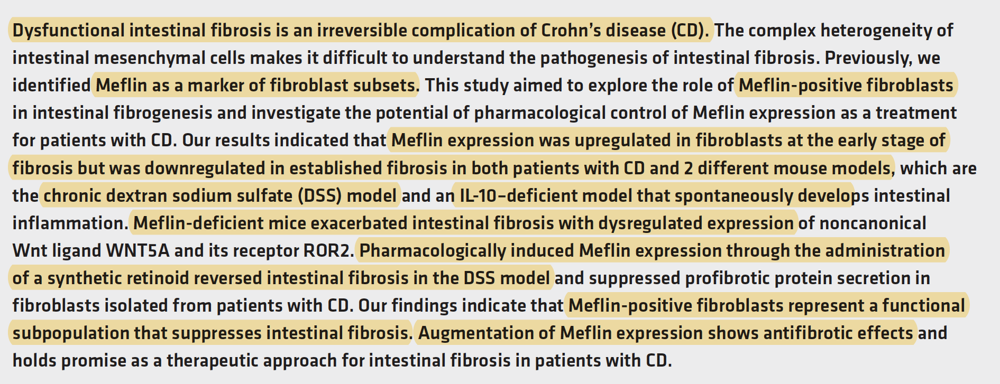 Dysfunctional intestinal fibrosis is an irreversible complication of Crohn’s disease (CD). The complex heterogeneity of
intestinal mesenchymal cells makes it difficult to understand the pathogenesis of intestinal fibrosis. Previously, we
identified Meflin as a marker of fibroblast subsets. This study aimed to explore the role of Meflin-positive fibroblasts
in intestinal fibrogenesis and investigate the potential of pharmacological control of Meflin expression as a treatment
for patients with CD. Our results indicated that Meflin expression was upregulated in fibroblasts at the early stage of
fibrosis but was downregulated in established fibrosis in both patients with CD and 2 different mouse models, which are
the chronic dextran sodium sulfate (DSS) model and an IL-10–deficient model that spontaneously develops intestinal
inflammation. Meflin-deficient mice exacerbated intestinal fibrosis with dysregulated expression of noncanonical
Wnt ligand WNT5A and its receptor ROR2. Pharmacologically induced Meflin expression through the administration
of a synthetic retinoid reversed intestinal fibrosis in the DSS model and suppressed profibrotic protein secretion in
fibroblasts isolated from patients with CD. Our findings indicate that Meflin-positive fibroblasts represent a functional
subpopulation that suppresses intestinal fibrosis. Augmentation of Meflin expression shows antifibrotic effects and
holds promise as a therapeutic approach for intestinal fibrosis in patients with CD.